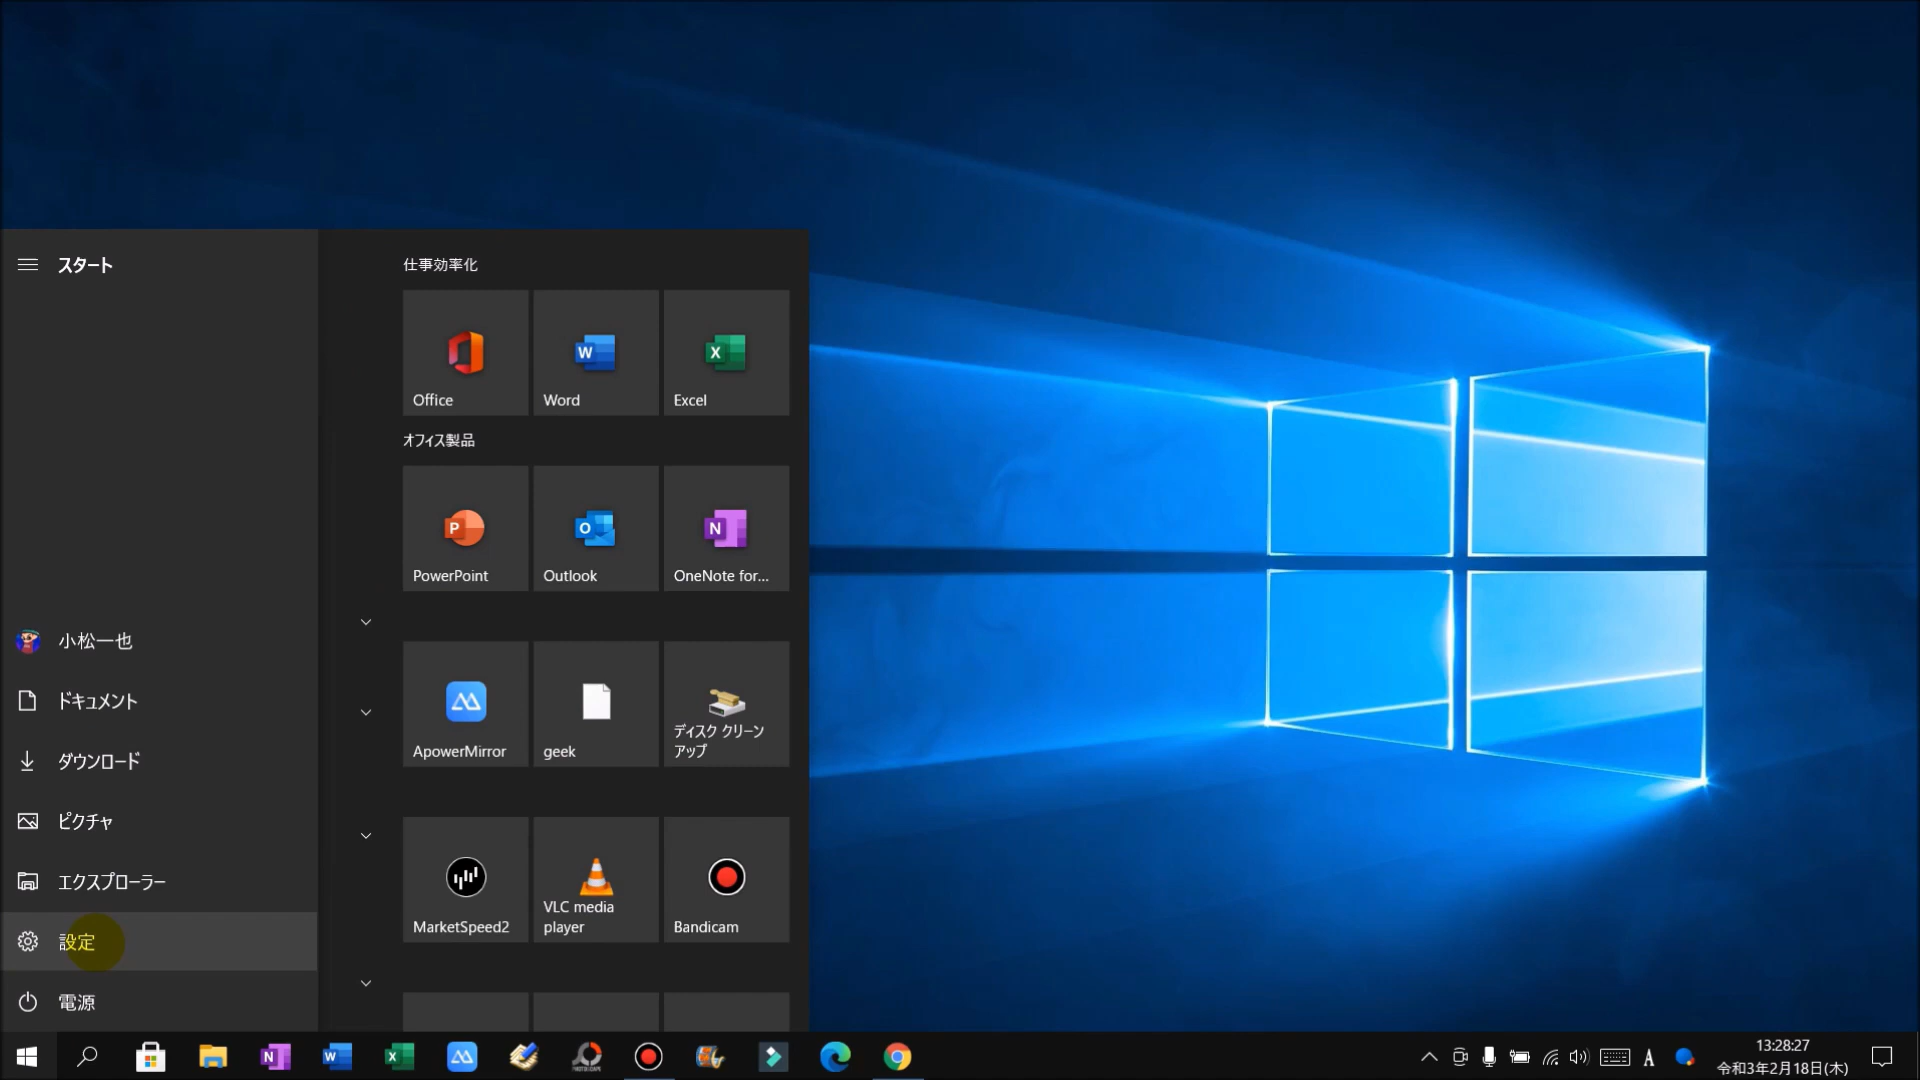 スタート
小松一也
ドキュメント
ダウンロード
ピクチャ
エクスプローラー
設定
電源
仕事効率化
Office
Word
Excel
オフィス製品
PowerPoint
Outlook
OneNote for...
ApowerMirror
geek
ディスク クリーン
アップ
MarketSpeed2
VLC media
player
Bandicam
A
13:28:27
令和3年2月18日(木)